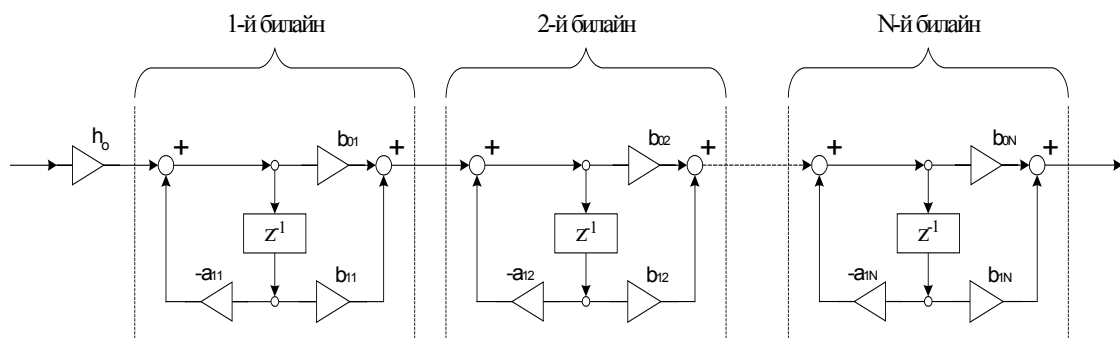 1-й билайн
2-й билайн
N-й билайн
h₀
+
b₀₁
+
+
b₀₂
+
+
b₀N
+
z⁻¹
z⁻¹
z⁻¹
-a₁₁
b₁₁
-a₁₂
b₁₂
-a₁N
b₁N